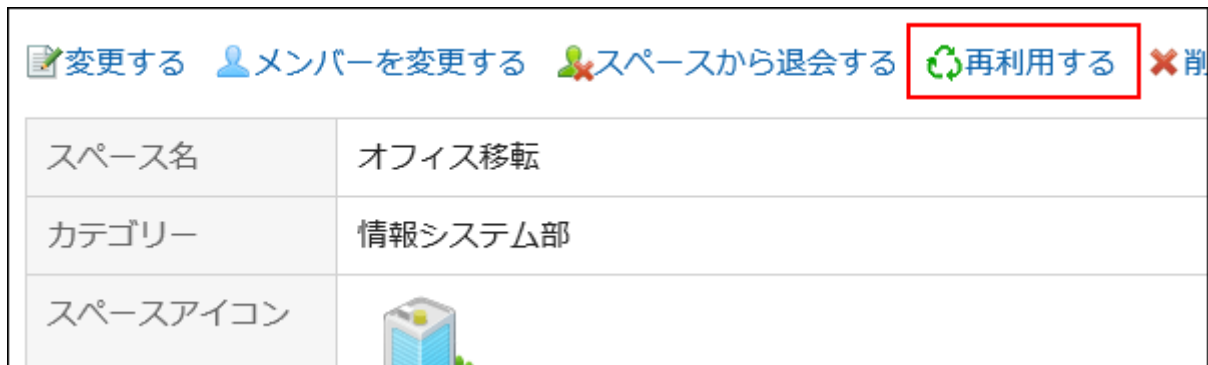 変更する メンバーを変更する スペースから退会する 再利用する 削
スペース名 オフィス移転
カテゴリー 情報システム部
スペースアイコン